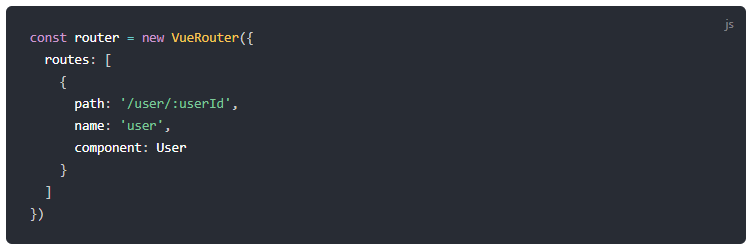 js
const router = new VueRouter({
  routes: [
    {
      path: '/user/:userId',
      name: 'user',
      component: User
    }
  ]
})